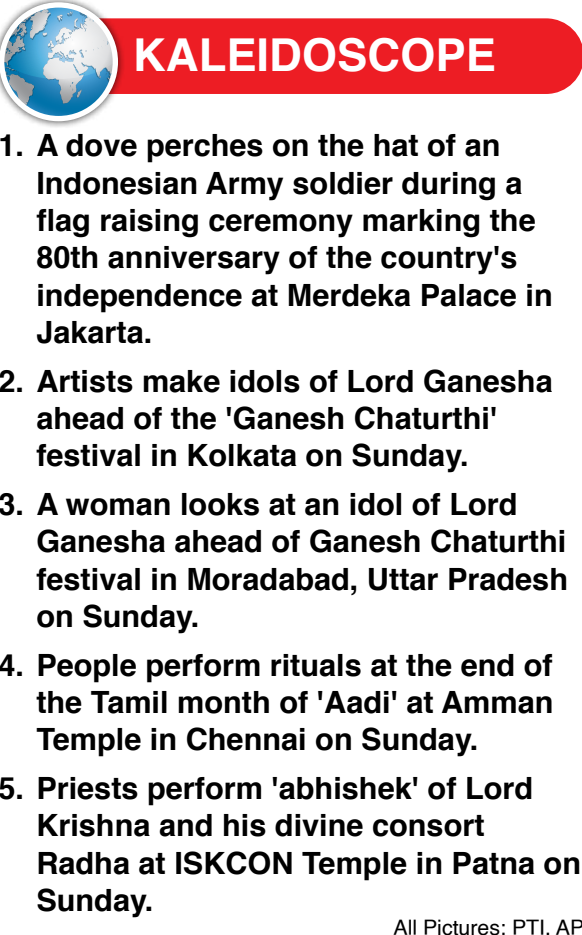 KALEIDOSCOPE
1. A dove perches on the hat of an
Indonesian Army soldier during a
flag raising ceremony marking the
80th anniversary of the country's
independence at Merdeka Palace in
Jakarta.
2. Artists make idols of Lord Ganesha
ahead of the 'Ganesh Chaturthi'
festival in Kolkata on Sunday.
3. A woman looks at an idol of Lord
Ganesha ahead of Ganesh Chaturthi
festival in Moradabad, Uttar Pradesh
on Sunday.
4. People perform rituals at the end of
the Tamil month of 'Aadi' at Amman
Temple in Chennai on Sunday.
5. Priests perform 'abhishek' of Lord
Krishna and his divine consort
Radha at ISKCON Temple in Patna on
Sunday.
All Pictures: PTI, AP